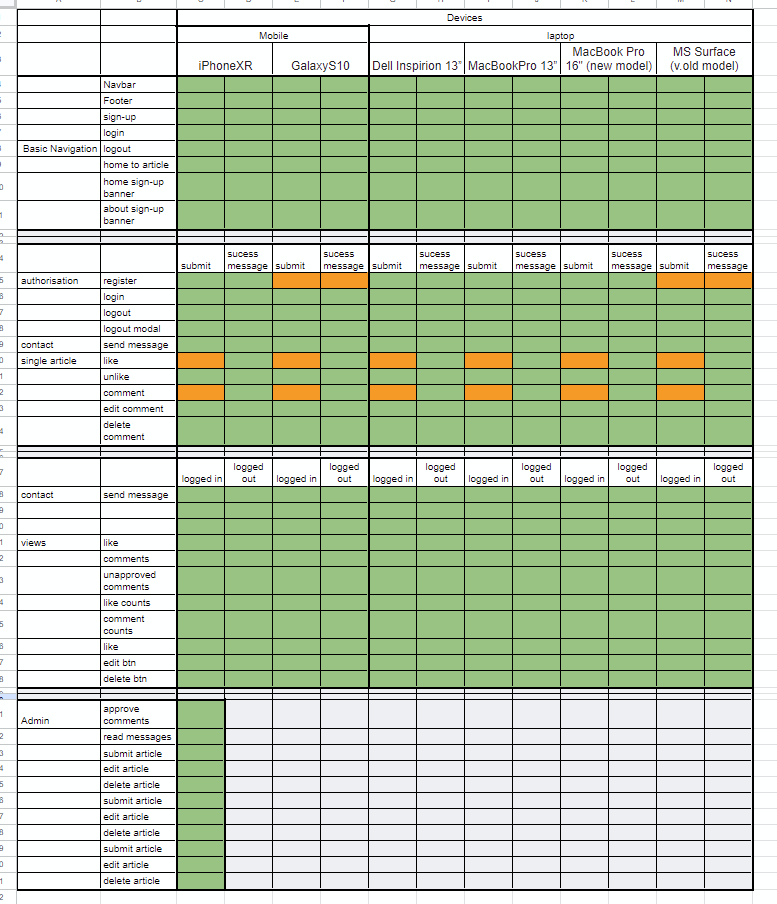 Devices
Mobile laptop
iPhoneXR GalaxyS10 Dell Inspirion 13" MacBookPro 13" MacBook Pro 16" (new model) MS Surface (v.old model)
Navbar
Footer
sign-up
login
Basic Navigation logout
home to article
home sign-up
banner
about sign-up
banner
submit sucess message submit sucess message submit sucess message submit sucess message submit sucess message submit sucess message
authorisation register
login
logout
logout modal
contact send message
single article like
unlike
comment
edit comment
delete
comment
logged in logged out logged in logged out logged in logged out logged in logged out logged in logged out logged in logged out
contact send message
views like
comments
unapproved
comments
like counts
comment
counts
like
edit btn
delete btn
Admin approve
comments
read messages
submit article
edit article
delete article
submit article
edit article
delete article
submit article
edit article
delete article